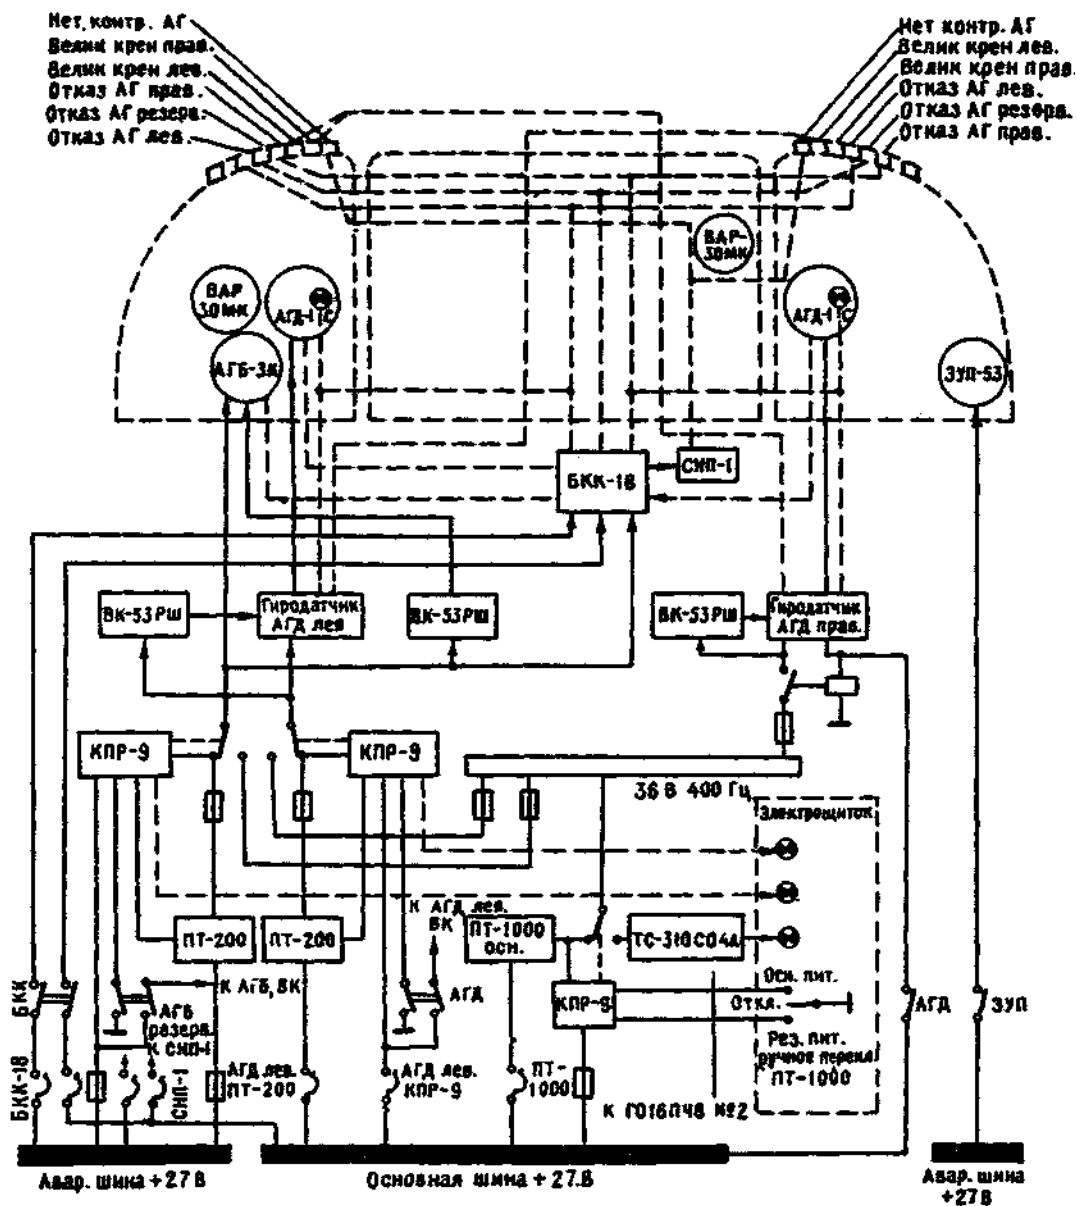 Нет. контр. АГ
Велик крен прав.
Велик крен лев.
Отказ АГ прав.
Отказ АГ резерв.
Отказ АГ лев.
Нет контр. АГ
Велик крен лев.
Велик крен прав.
Отказ АГ лев.
Отказ АГ резерв.
Отказ АГ прав.
ВАР-
30МК
ВАР
30МК
АГД-1
С
АГД-1
С
АГБ-3К
ЗУП-53
БКК-18
СНП-1
ВК-53РШ
Гиродатчик
АГД лев
ВК-53РШ
ВК-53РШ
Гиродатчик
АГД прав.
КПР-9
КПР-9
36 В 400 Гц
Электрощиток
ПТ-200
ПТ-200
К АГД лев.
ВК
ПТ-1000
осн.
ТС-310С04А
БКК
К АГБ, ВК
АГБ
резерв.
К СНП-1
АГД
КПР-9
Осн. пит.
Откл.
Рез. пит.
ручное перекл.
ПТ-1000
АГД
ЗУП
БКК-18
СНП-1
АГД лев.
ПТ-200
АГД лев.
КПР-9
ПТ-
1000
К ГО16ПЧ8 №2
Авар. шина +27 В
Основная шина + 27.В
Авар. шина
+27 В